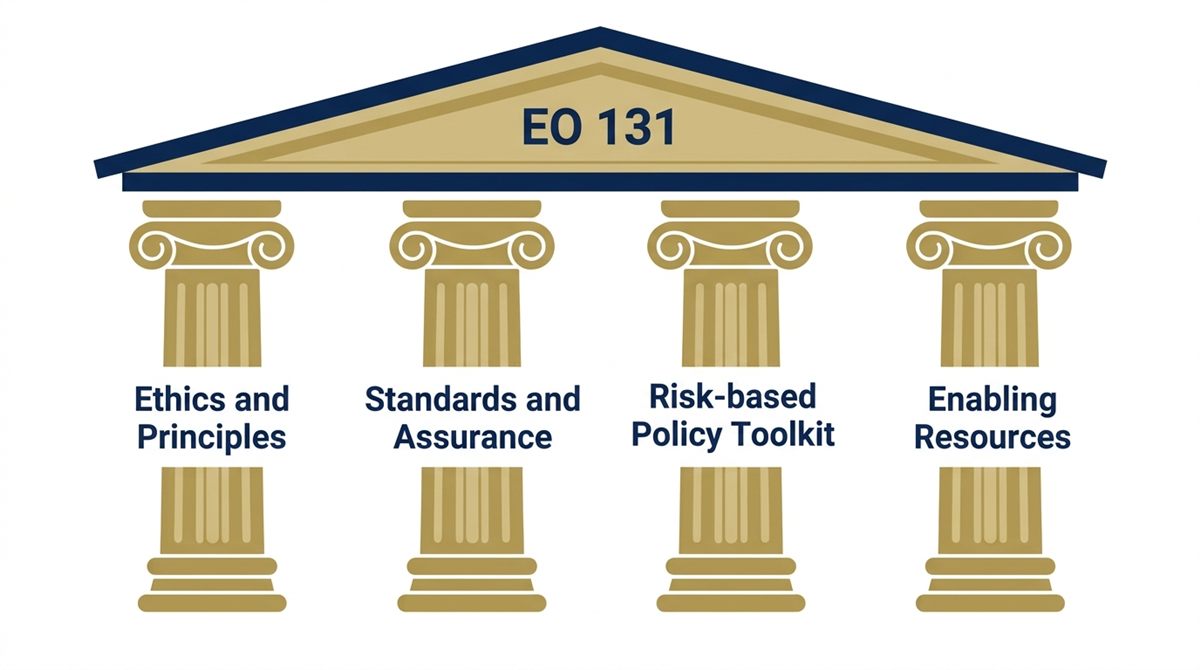 EO 131
Ethics and
Principles
Standards and
Assurance
Risk-based
Policy Toolkit
Enabling
Resources